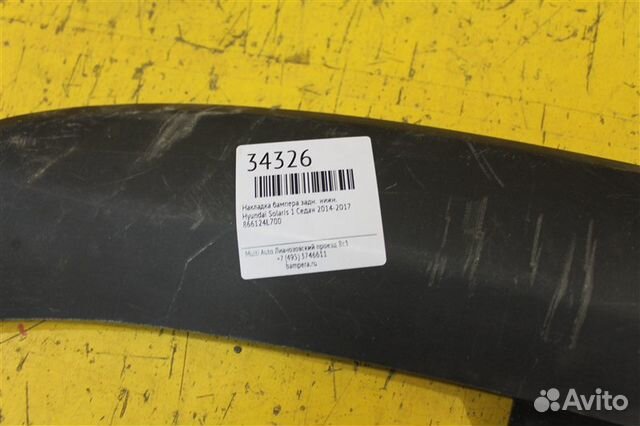 34326
Накладка бампера задн. нижн.
Hyundai Solaris 1 Седан 2014-2017
866124L700
Multi Auto Лианозовский проезд 8с3
+7 (495) 3746611
bampera.ru
Avito